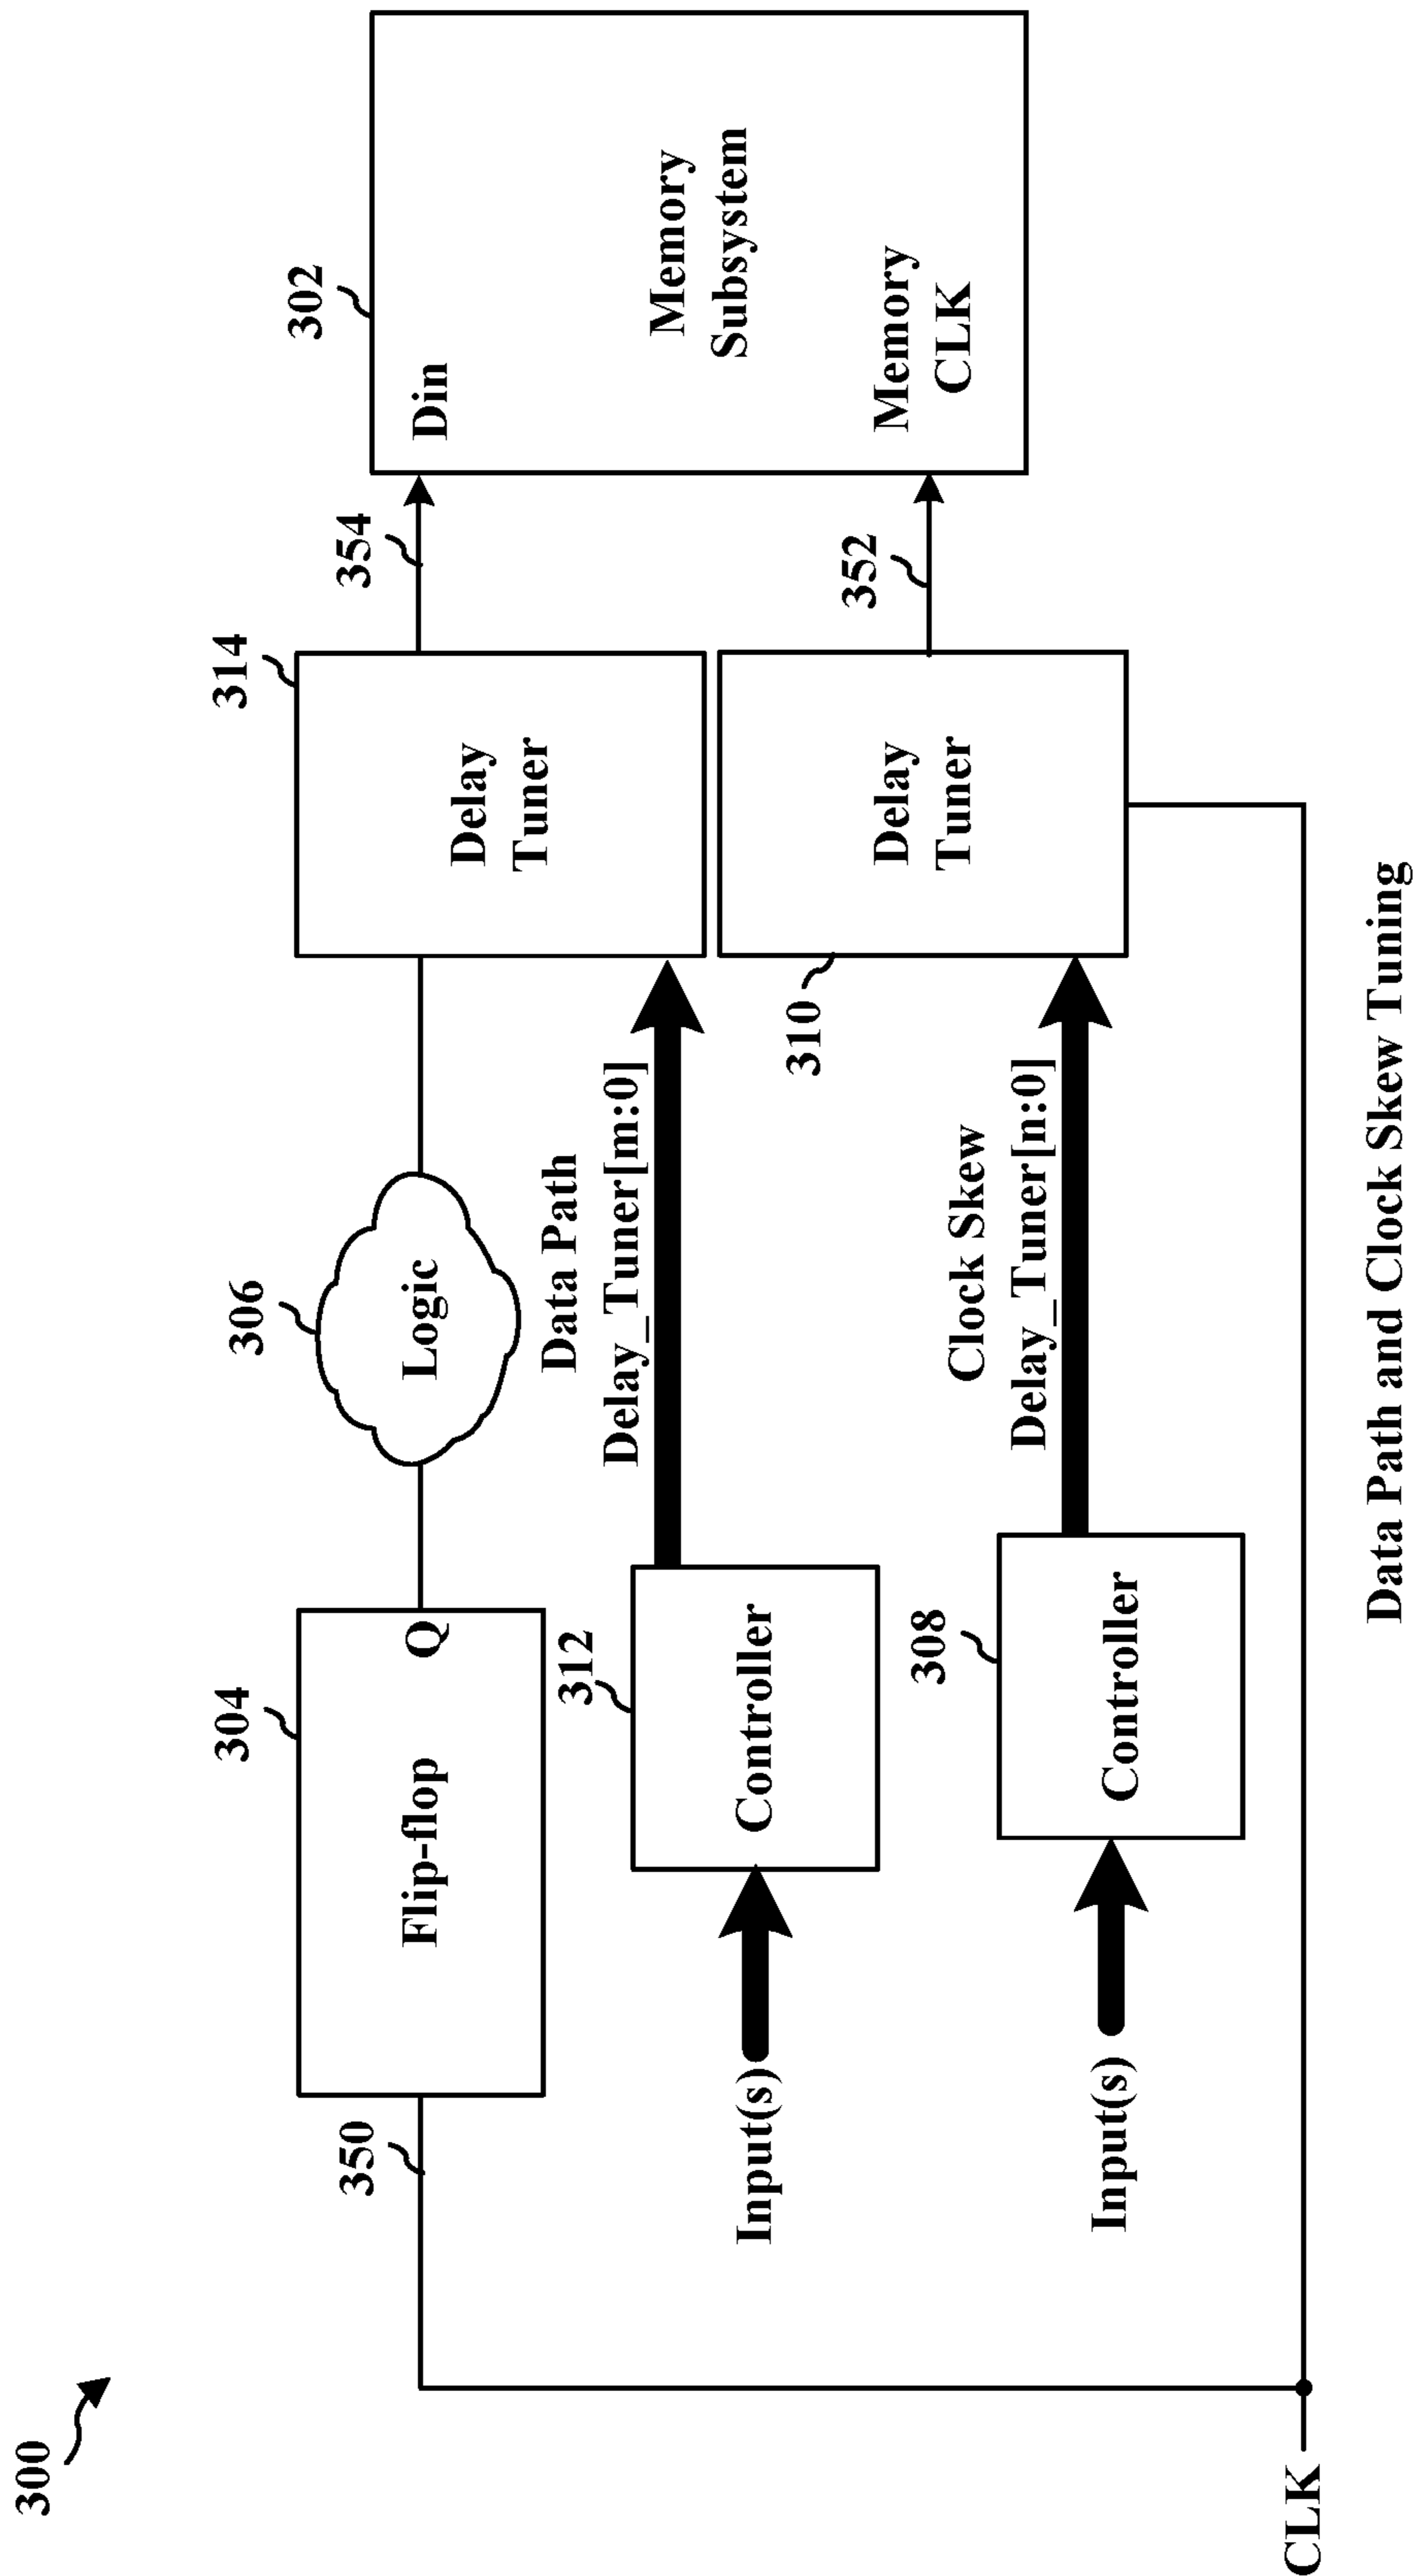 300
302
Din
Memory
Subsystem
Memory
CLK
354
352
314
Delay
Tuner
310
Delay
Tuner
306
Logic
Data Path
Delay_Tuner[m:0]
Clock Skew
Delay_Tuner[n:0]
304
Flip-flop
Q
312
Controller
308
Controller
350
Input(s)
Input(s)
CLK
Data Path and Clock Skew Tuning